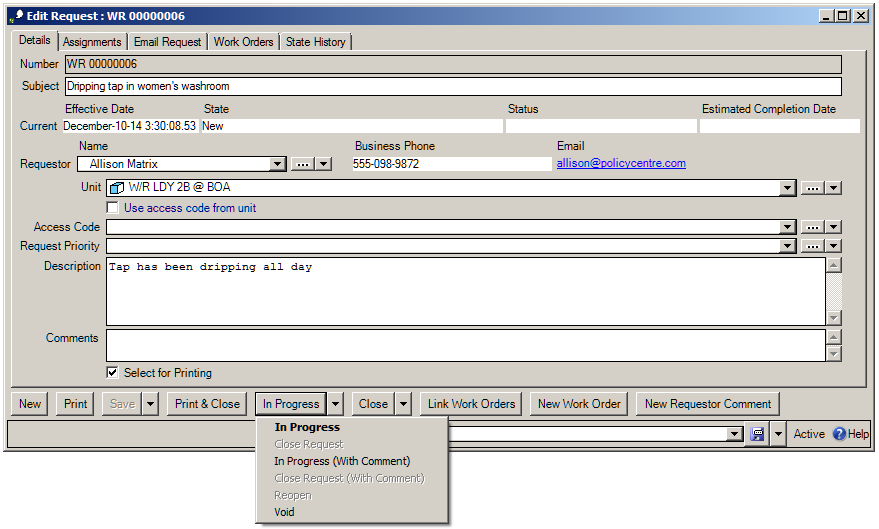 Edit Request : WR 00000006
Details Assignments Email Request Work Orders State History
Number WR 00000006
Subject Dripping tap in women's washroom
Effective Date State Status Estimated Completion Date
Current December-10-14 3:30:08.53 New
Name Business Phone Email
Requestor Allison Matrix ... 555-098-9872 allison@policycentre.com
Unit W/R LDY 2B @ BOA ...
Use access code from unit
Access Code ...
Request Priority ...
Description Tap has been dripping all day
Comments
Select for Printing
New Print Save Print & Close In Progress Close Link Work Orders New Work Order New Requestor Comment
Active Help
In Progress
Close Request
In Progress (With Comment)
Close Request (With Comment)
Reopen
Void